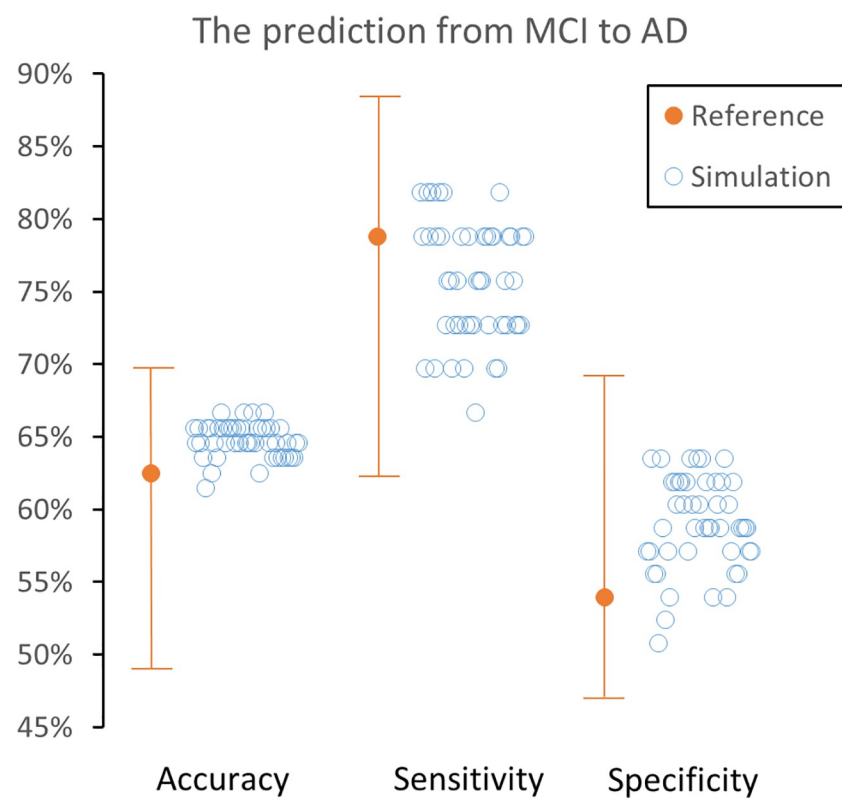 The prediction from MCI to AD
90%
85%
80%
75%
70%
65%
60%
55%
50%
45%
Reference
Simulation
Accuracy
Sensitivity
Specificity